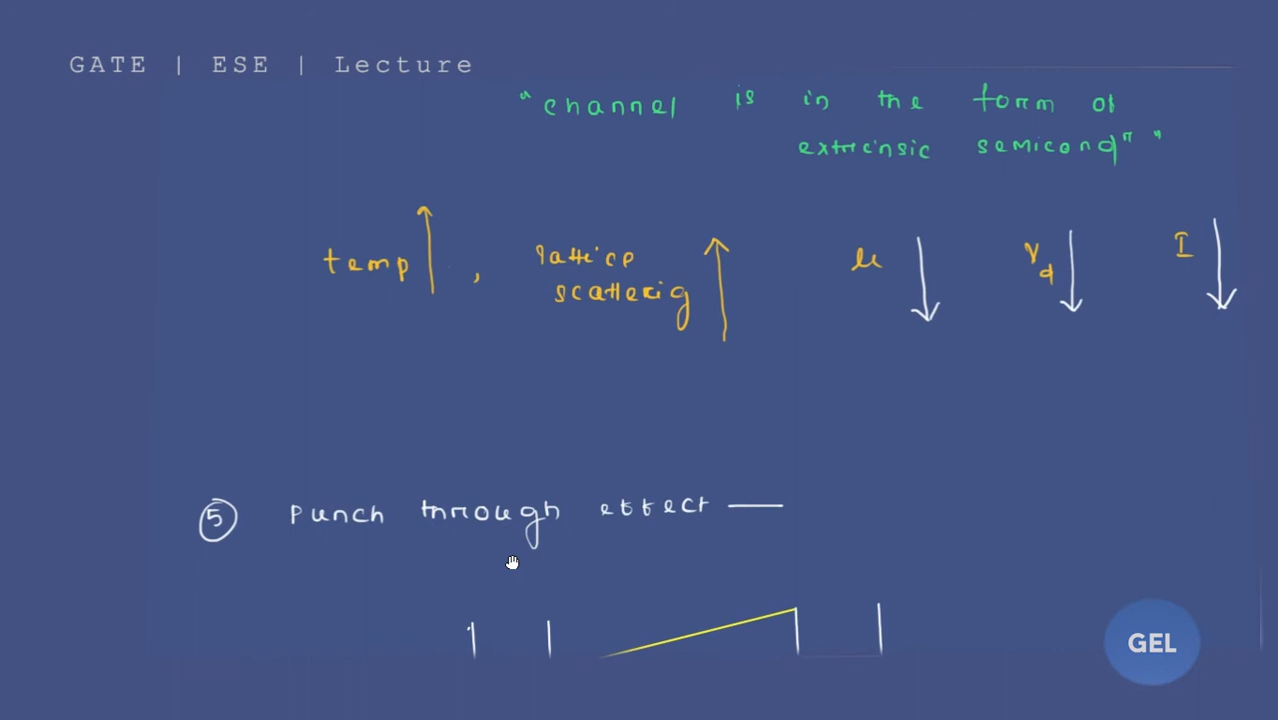 GATE | ESE | Lecture
"channel is in the form of
extrinsic semicond" "
temp ↑ , lattice scatterig ↑ μ ↓ Vd ↓ I ↓
⑤ Punch through effect —
GEL